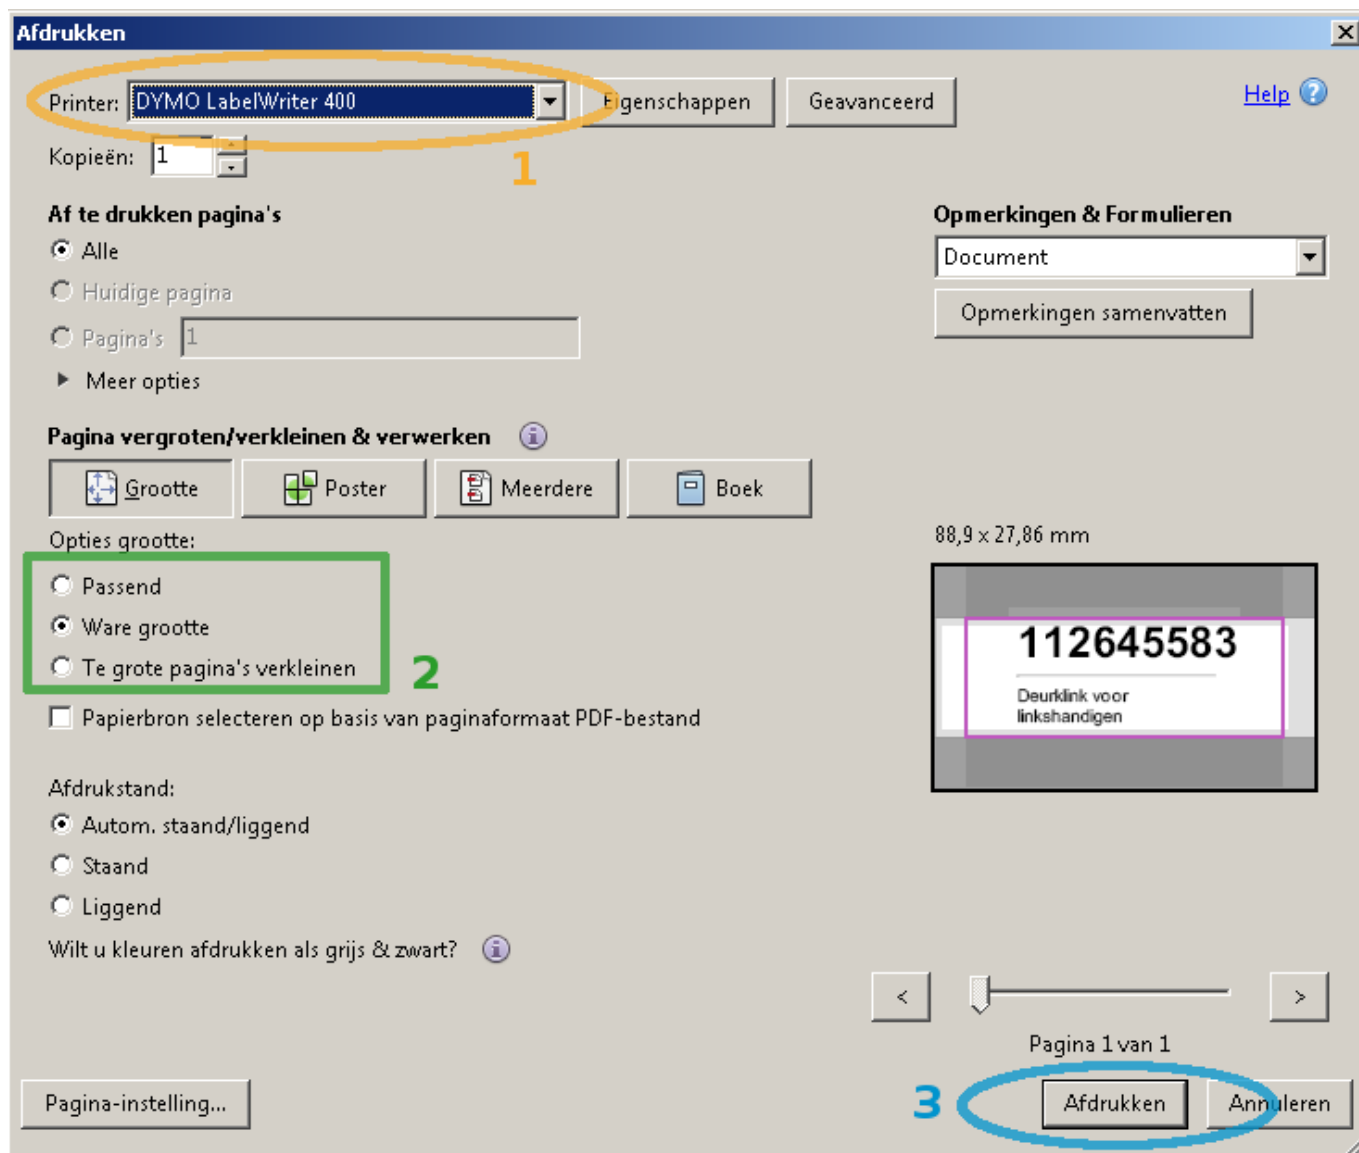 Afdrukken
Printer: DYMO LabelWriter 400 Eigenschappen Geavanceerd Help
Kopieën: 1
1
Af te drukken pagina's
Alle
Huidige pagina
Pagina's 1
Meer opties
Opmerkingen & Formulieren
Document
Opmerkingen samenvatten
Pagina vergroten/verkleinen & verwerken
Grootte Poster Meerdere Boek
Opties grootte:
Passend
Ware grootte
Te grote pagina's verkleinen
2
Papierbron selecteren op basis van paginaformaat PDF-bestand
88,9 x 27,86 mm
112645583
Deurklink voor
linkshandigen
Afdrukstand:
Autom. staand/liggend
Staand
Liggend
Wilt u kleuren afdrukken als grijs & zwart?
< >
Pagina 1 van 1
Pagina-instelling... 3 Afdrukken Annuleren